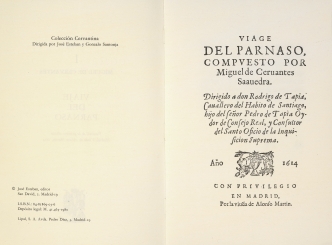 Colección Cervantina
Dirigida por José Esteban y Gonzalo Santonja
© José Esteban, editor
VIAGE
DEL PARNASO,
COMPVESTO POR
Miguel de Ceruantes
Saauedra.
Dirigido a don Rodrigo de Tapia,
Cauallero del Habito de Santiago,
hijo del señor Pedro de Tapia Oy-
dor de Consejo Real, y Consultor
del Santo Oficio de la Inqui-
sicion Suprema.
Año 1614
CON PRIVILEGIO
EN MADRID,
Por la viuda de Alonso Martin.